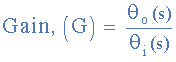 Gain, (G) = θ₀(s) / θᵢ(s)